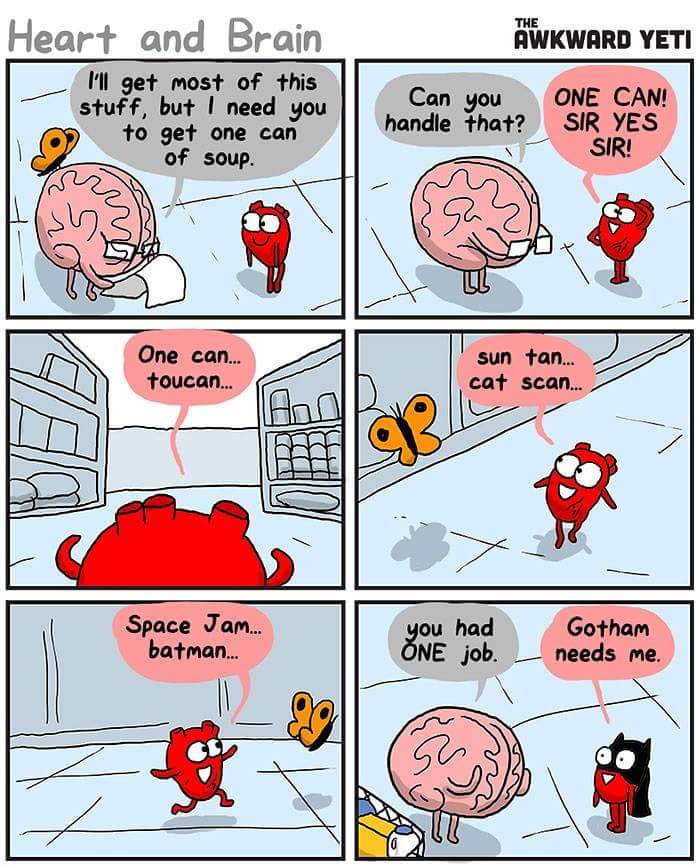 Heart and Brain
THE
AWKWARD YETI
I'll get most of this
stuff, but I need you
to get one can
of soup.
Can you
handle that?
ONE CAN!
SIR YES
SIR!
One can...
toucan...
sun tan...
cat scan...
Space Jam...
batman...
you had
ONE job.
Gotham
needs me.